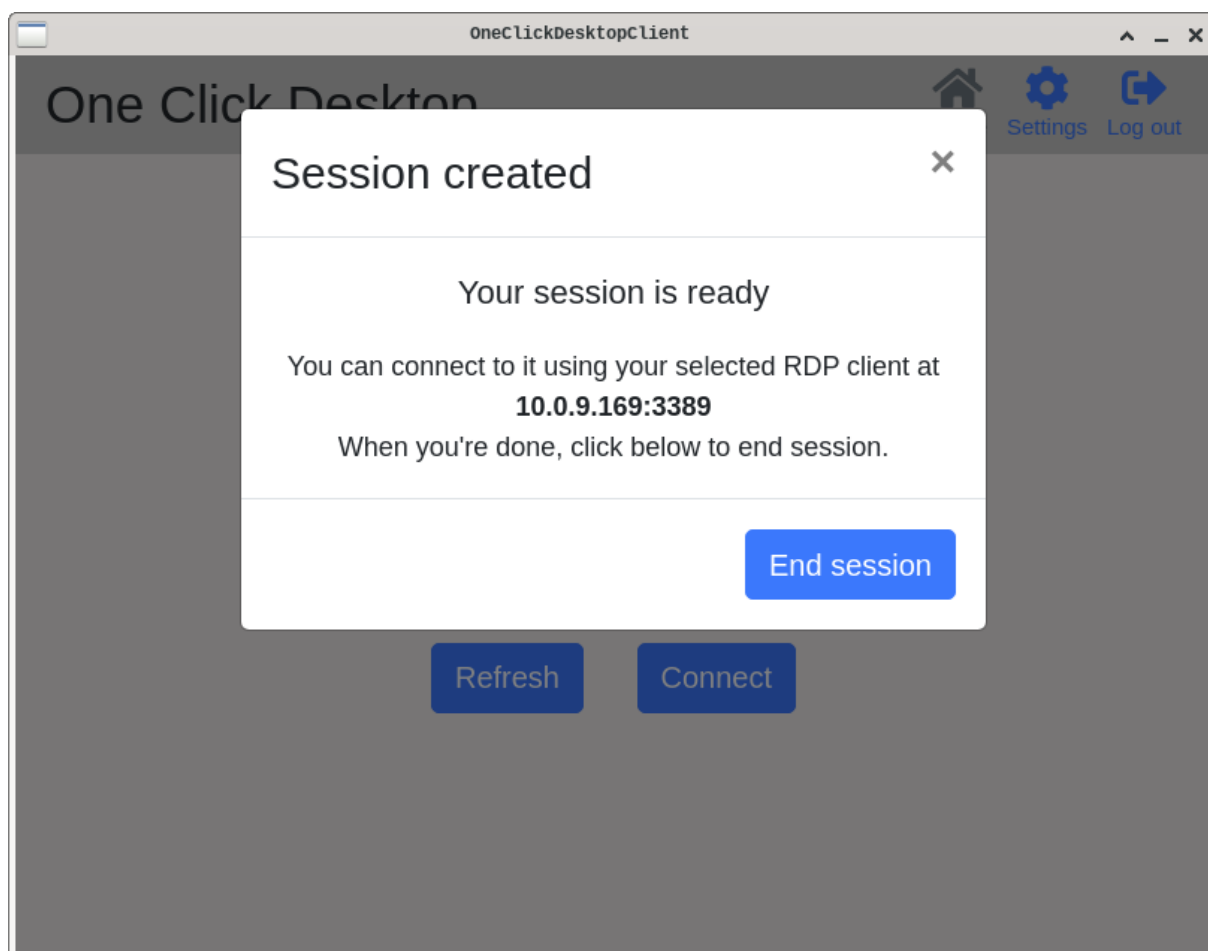 OneClickDesktopClient
One Click Desktop
Settings
Log out
Session created
Your session is ready
You can connect to it using your selected RDP client at
10.0.9.169:3389
When you're done, click below to end session.
End session
Refresh
Connect